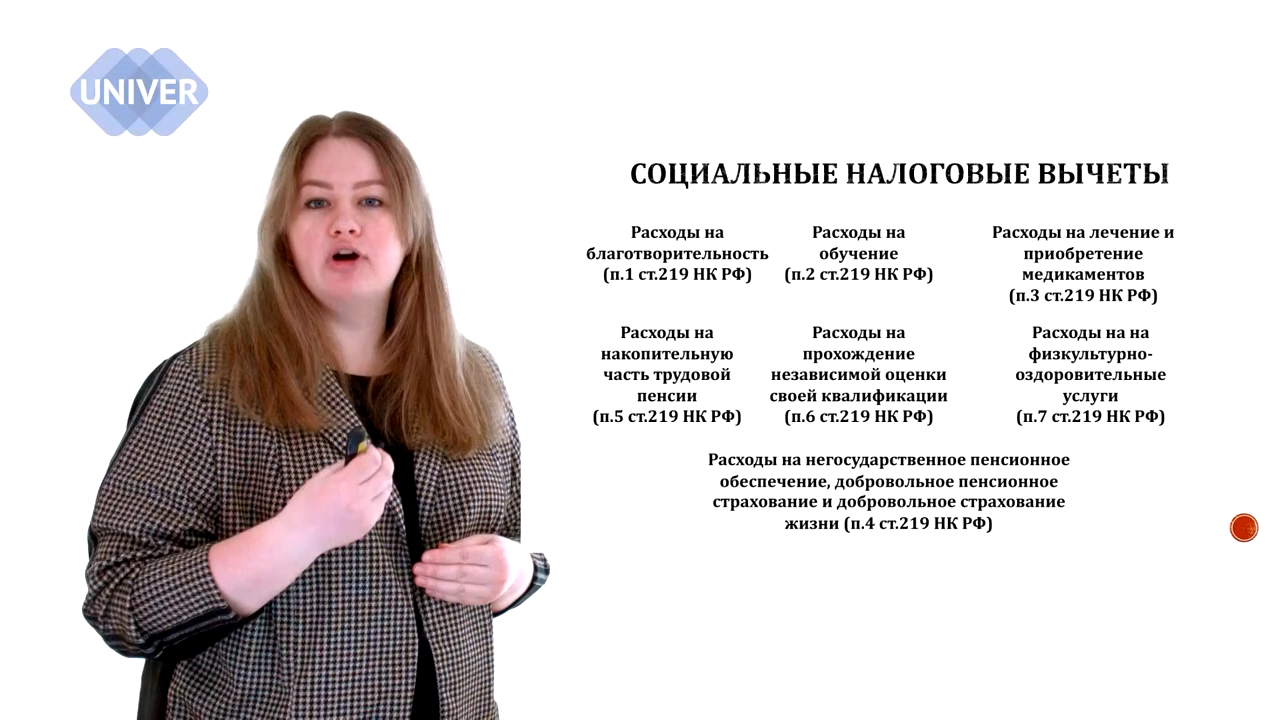 UNIVER
СОЦИАЛЬНЫЕ НАЛОГОВЫЕ ВЫЧЕТЫ
Расходы на
благотворительность
(п.1 ст.219 НК РФ)
Расходы на
обучение
(п.2 ст.219 НК РФ)
Расходы на лечение и
приобретение
медикаментов
(п.3 ст.219 НК РФ)
Расходы на
накопительную
часть трудовой
пенсии
(п.5 ст.219 НК РФ)
Расходы на
прохождение
независимой оценки
своей квалификации
(п.6 ст.219 НК РФ)
Расходы на на
физкультурно-
оздоровительные
услуги
(п.7 ст.219 НК РФ)
Расходы на негосударственное пенсионное
обеспечение, добровольное пенсионное
страхование и добровольное страхование
жизни (п.4 ст.219 НК РФ)